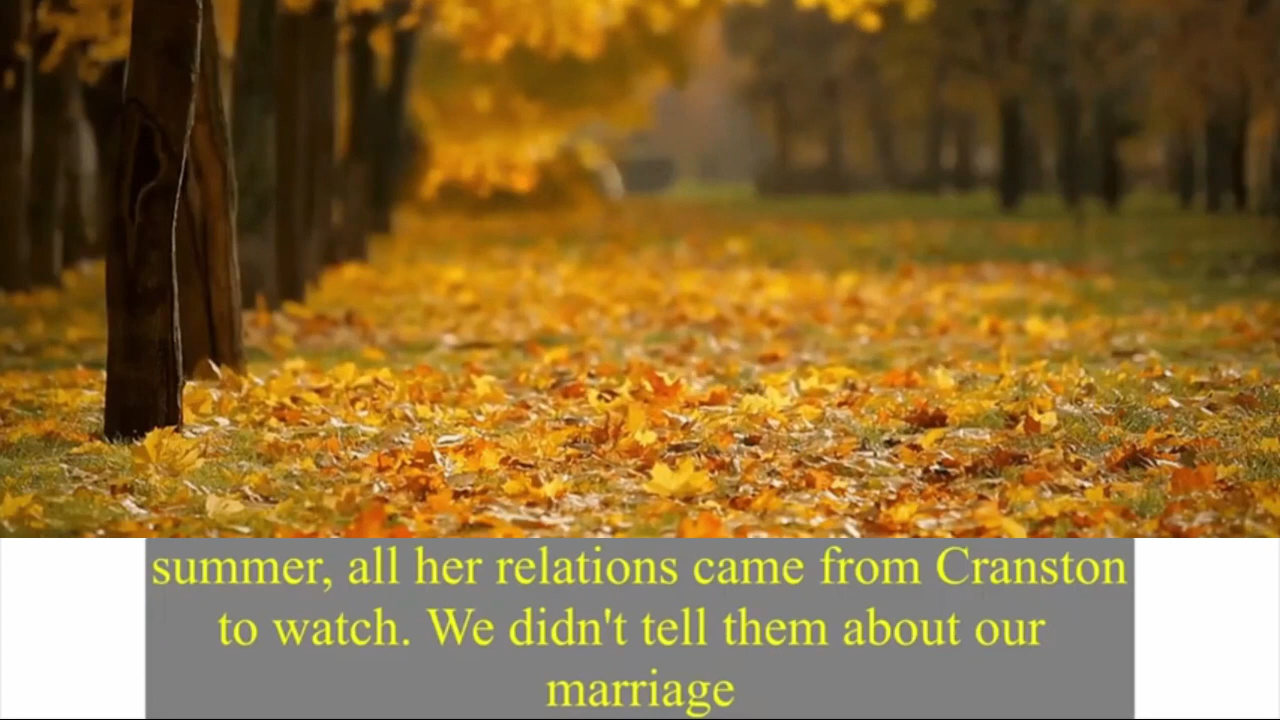 summer, all her relations came from Cranston
to watch. We didn't tell them about our
marriage